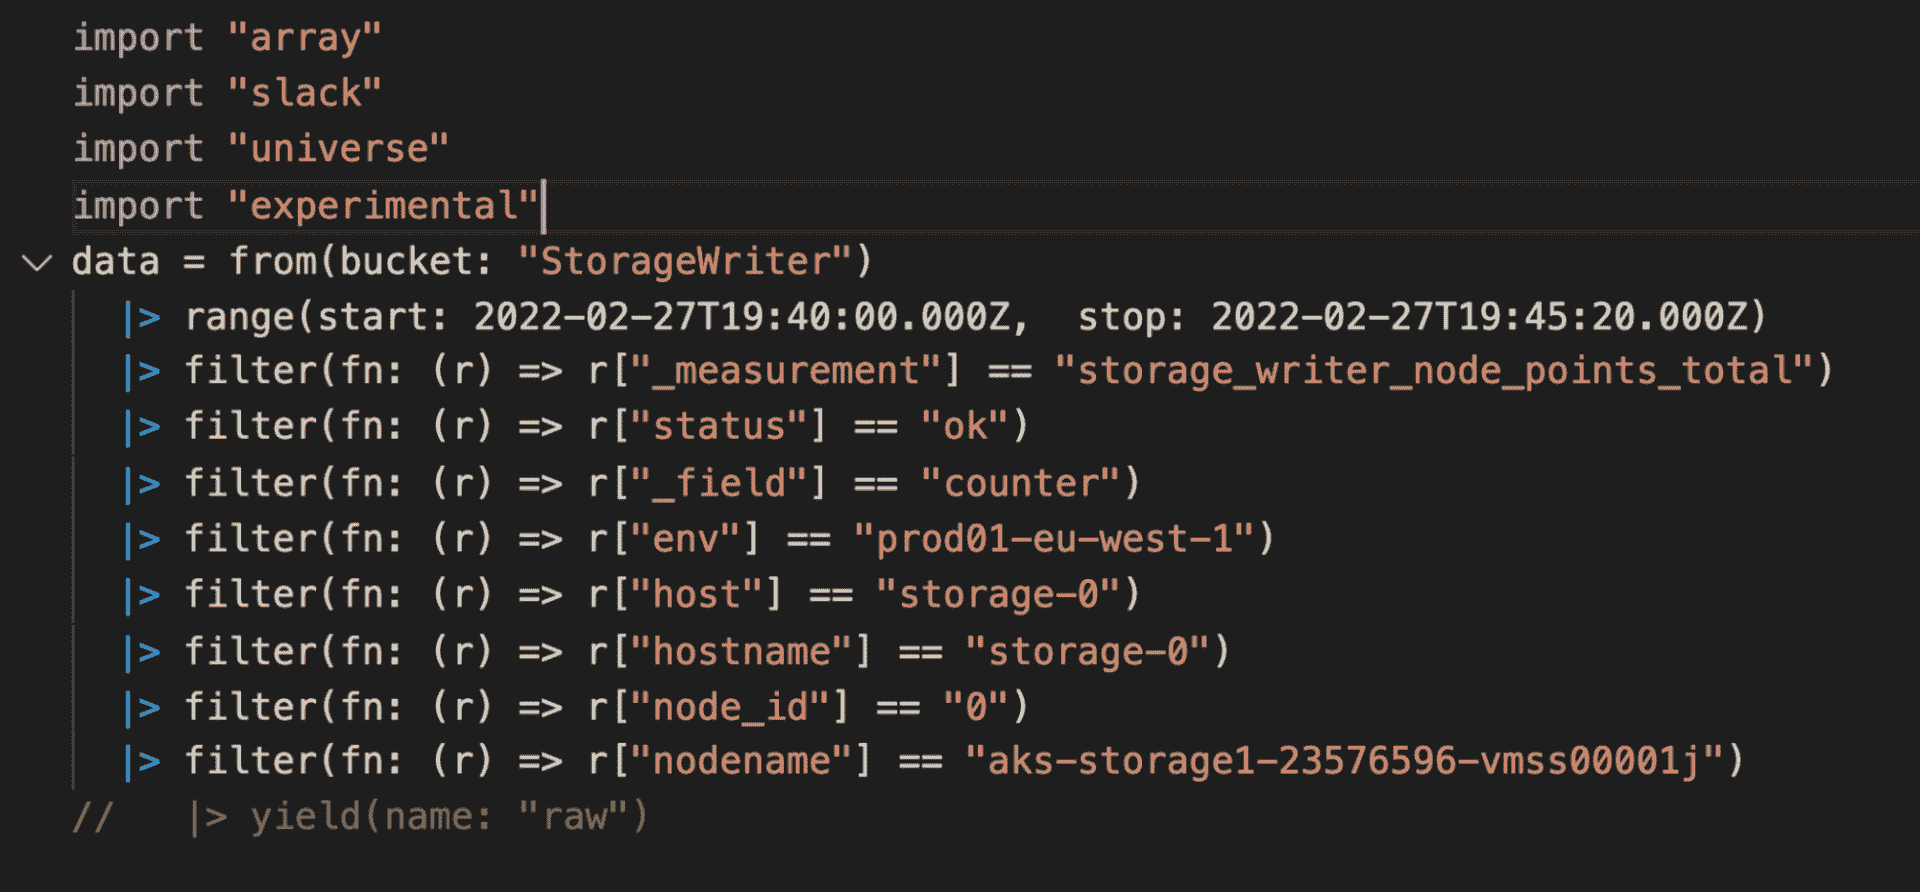 import "array"
import "slack"
import "universe"
import "experimental"
data = from(bucket: "StorageWriter")
|> range(start: 2022-02-27T19:40:00.000Z,  stop: 2022-02-27T19:45:20.000Z)
|> filter(fn: (r) => r["_measurement"] == "storage_writer_node_points_total")
|> filter(fn: (r) => r["status"] == "ok")
|> filter(fn: (r) => r["_field"] == "counter")
|> filter(fn: (r) => r["env"] == "prod01-eu-west-1")
|> filter(fn: (r) => r["host"] == "storage-0")
|> filter(fn: (r) => r["hostname"] == "storage-0")
|> filter(fn: (r) => r["node_id"] == "0")
|> filter(fn: (r) => r["nodename"] == "aks-storage1-23576596-vmss00001j")
//   |> yield(name: "raw")